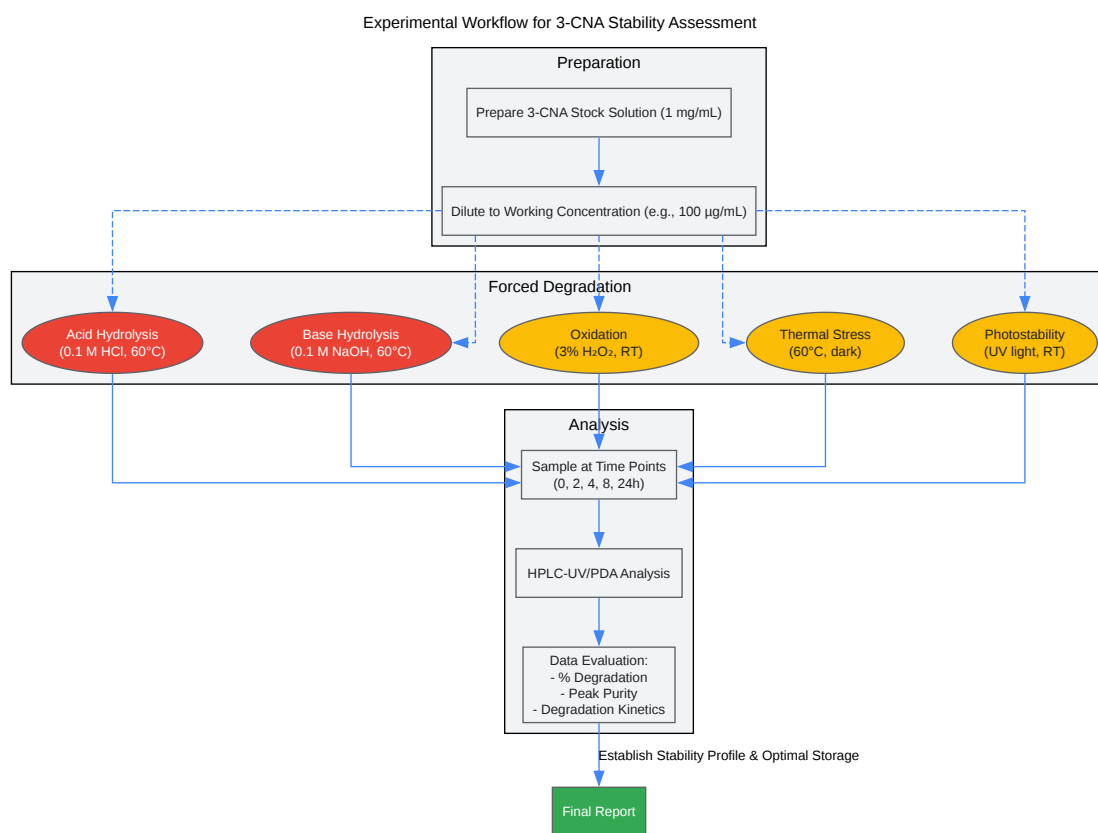 Experimental Workflow for 3-CNA Stability Assessment
Preparation
Prepare 3-CNA Stock Solution (1 mg/mL)
Dilute to Working Concentration (e.g., 100 µg/mL)
Forced Degradation
Acid Hydrolysis
(0.1 M HCl, 60°C)
Base Hydrolysis
(0.1 M NaOH, 60°C)
Oxidation
(3% H₂O₂, RT)
Thermal Stress
(60°C, dark)
Photostability
(UV light, RT)
Analysis
Sample at Time Points
(0, 2, 4, 8, 24h)
HPLC-UV/PDA Analysis
Data Evaluation:
- % Degradation
- Peak Purity
- Degradation Kinetics
Establish Stability Profile & Optimal Storage
Final Report